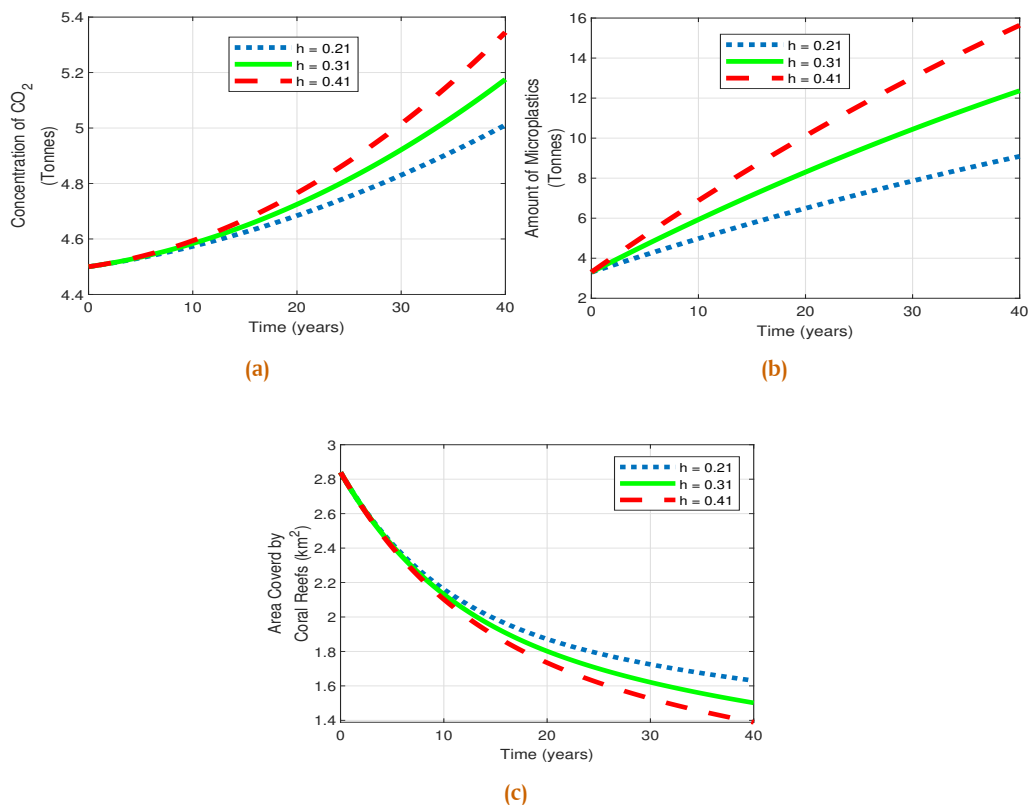 5.4
5.2
5
4.8
4.6
4.4
0
10
20
30
40
Concentration of CO2
(Tonnes)
Time (years)
h = 0.21
h = 0.31
h = 0.41
(a)
16
14
12
10
8
6
4
2
0
10
20
30
40
Amount of Microplastics
(Tonnes)
Time (years)
h = 0.21
h = 0.31
h = 0.41
(b)
3
2.8
2.6
2.4
2.2
2
1.8
1.6
1.4
0
10
20
30
40
Area Coverd by
Coral Reefs (km2)
Time (years)
h = 0.21
h = 0.31
h = 0.41
(c)